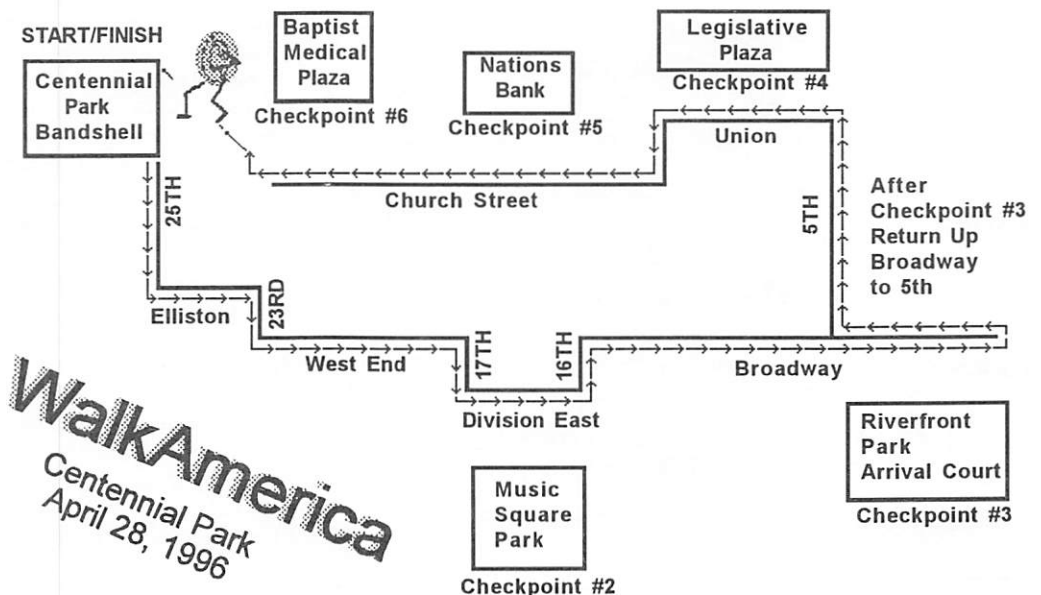 START/FINISH
Centennial
Park
Bandshell
Baptist
Medical
Plaza
Checkpoint #6
Nations
Bank
Checkpoint #5
Legislative
Plaza
Checkpoint #4
Union
Church Street
25TH
5TH
After
Checkpoint #3
Return Up
Broadway
to 5th
Elliston
23RD
West End
17TH
16TH
Division East
Broadway
WalkAmerica
Centennial Park
April 28, 1996
Music
Square
Park
Checkpoint #2
Riverfront
Park
Arrival Court
Checkpoint #3